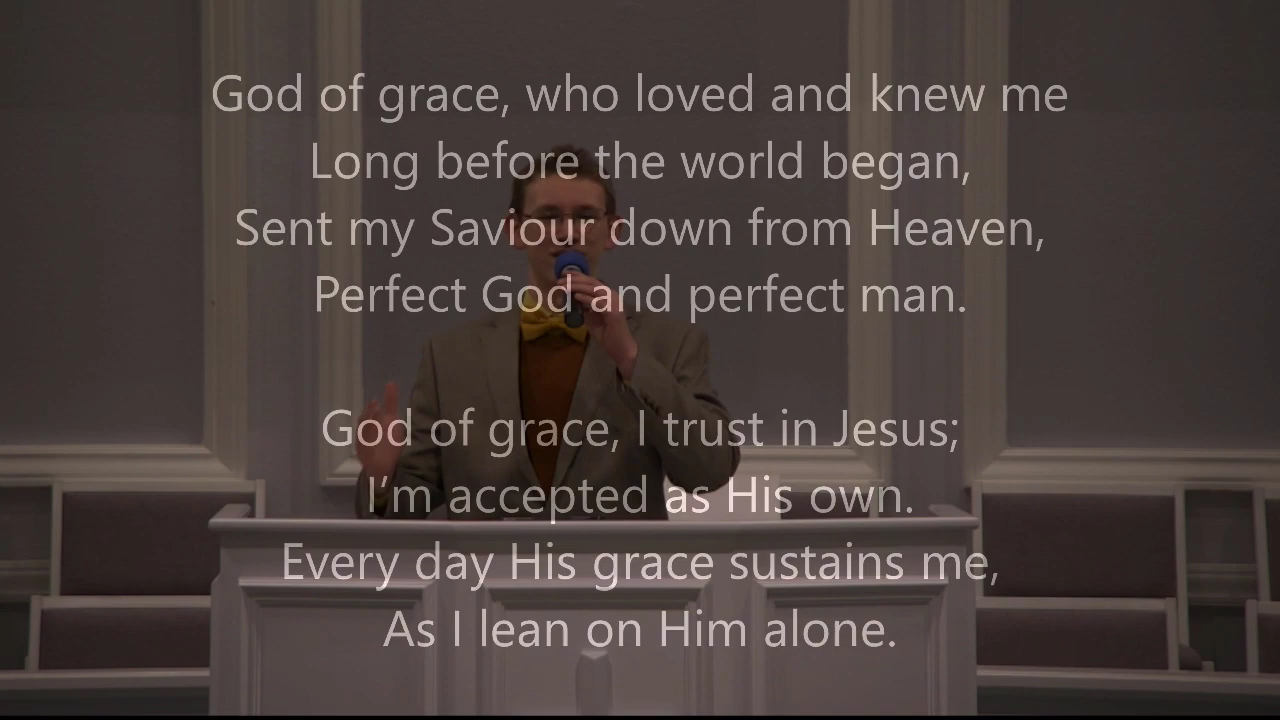 God of grace, who loved and knew me
Long before the world began,
Sent my Saviour down from Heaven,
Perfect God and perfect man.
God of grace, I trust in Jesus;
I’m accepted as His own.
Every day His grace sustains me,
As I lean on Him alone.